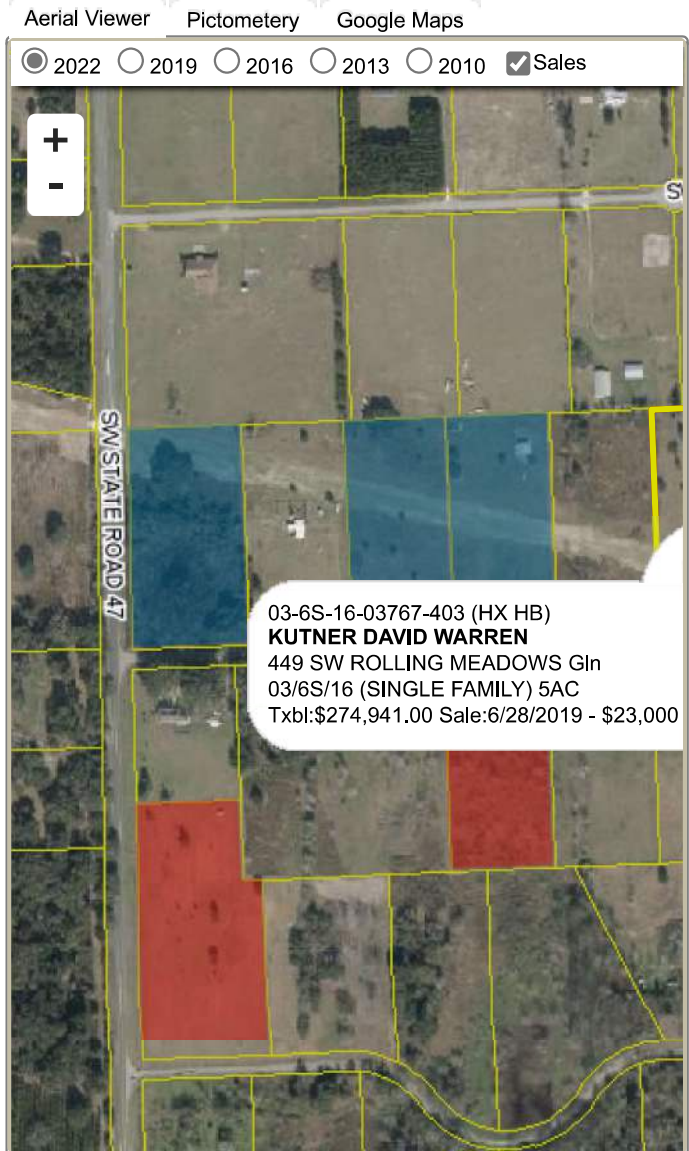 Aerial Viewer Pictometery Google Maps
2022 2019 2016 2013 2010 Sales
+
-
SW STATE ROAD 47
03-6S-16-03767-403 (HX HB)
KUTNER DAVID WARREN
449 SW ROLLING MEADOWS Gln
03/6S/16 (SINGLE FAMILY) 5AC
Txbl:$274,941.00 Sale:6/28/2019 - $23,000